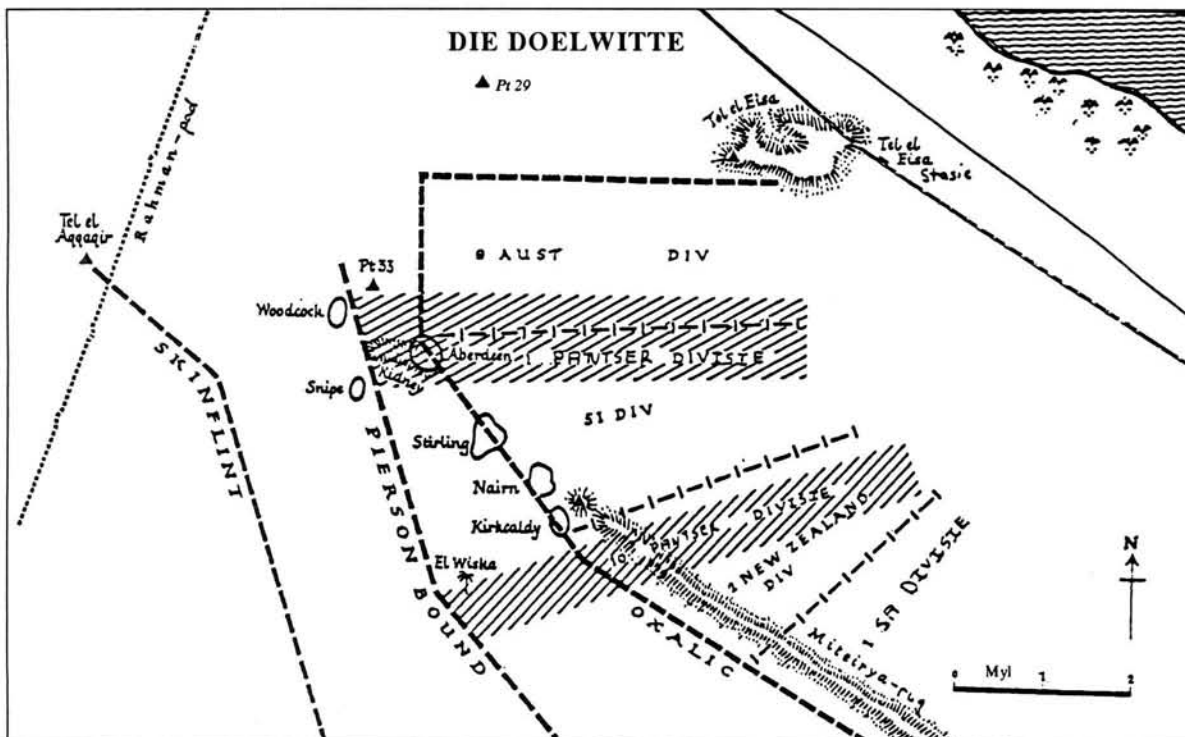 DIE DOELWITTE
Pt 29
Tel el Eisa
Tel el
Eisa
Stasie
Rahman-pad
Tel el
Aqqaqir
9 AUST DIV
Pt 33
Woodcock
Aberdeen
1 PANTSER DIVISIE
Kidney
Snipe
51 DIV
SKINFLINT
PIERSON BOUND
Stirling
Nairn
Kirkcaldy
10 PANTSER DIVISIE
2 NEW ZEALAND
DIV
1 SA DIVISIE
El Wiska
OXALIC
Miteirya-rug
N
0 Myl 1 2